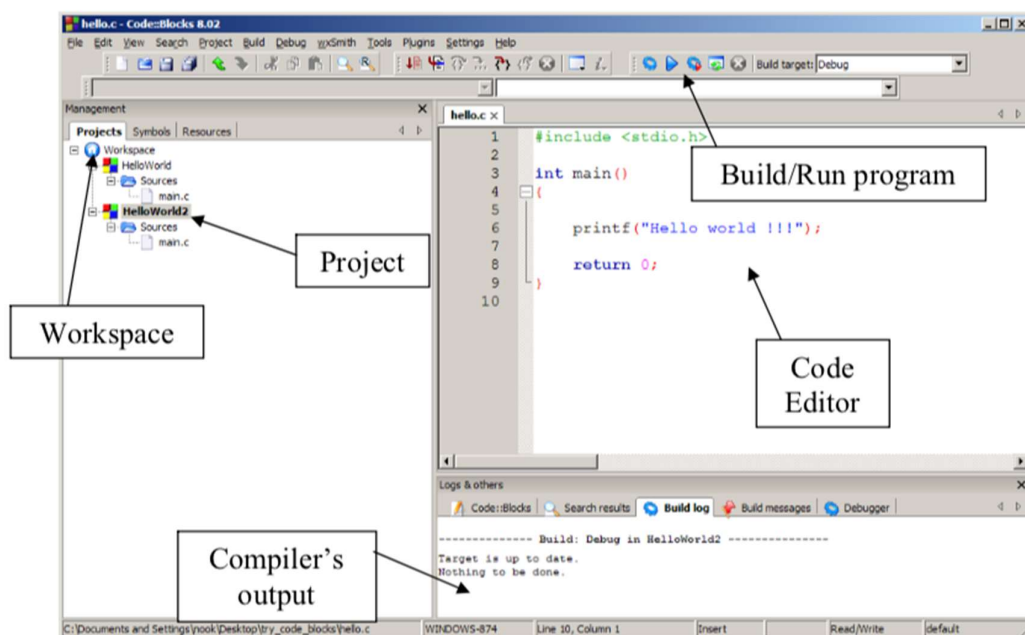 hello.c - Code::Blocks 8.02
File Edit View Search Project Build Debug wxSmith Tools Plugins Settings Help
Build target: Debug
Management
Projects Symbols Resources
Workspace
HelloWorld
Sources
main.c
HelloWorld2
Sources
main.c
Project
Workspace
hello.c
1 #include <stdio.h>
2
3 int main()
4 {
5
6 printf("Hello world !!!");
7
8 return 0;
9 }
10
Build/Run program
Code
Editor
Logs & others
Code::Blocks Search results Build log Build messages Debugger
-------------- Build: Debug in HelloWorld2 ---------------
Target is up to date.
Nothing to be done.
Compiler's
output
C:\Documents and Settings\nook\Desktop\try_code_blocks\hello.c WINDOWS-874 Line 10, Column 1 Insert Read/Write default